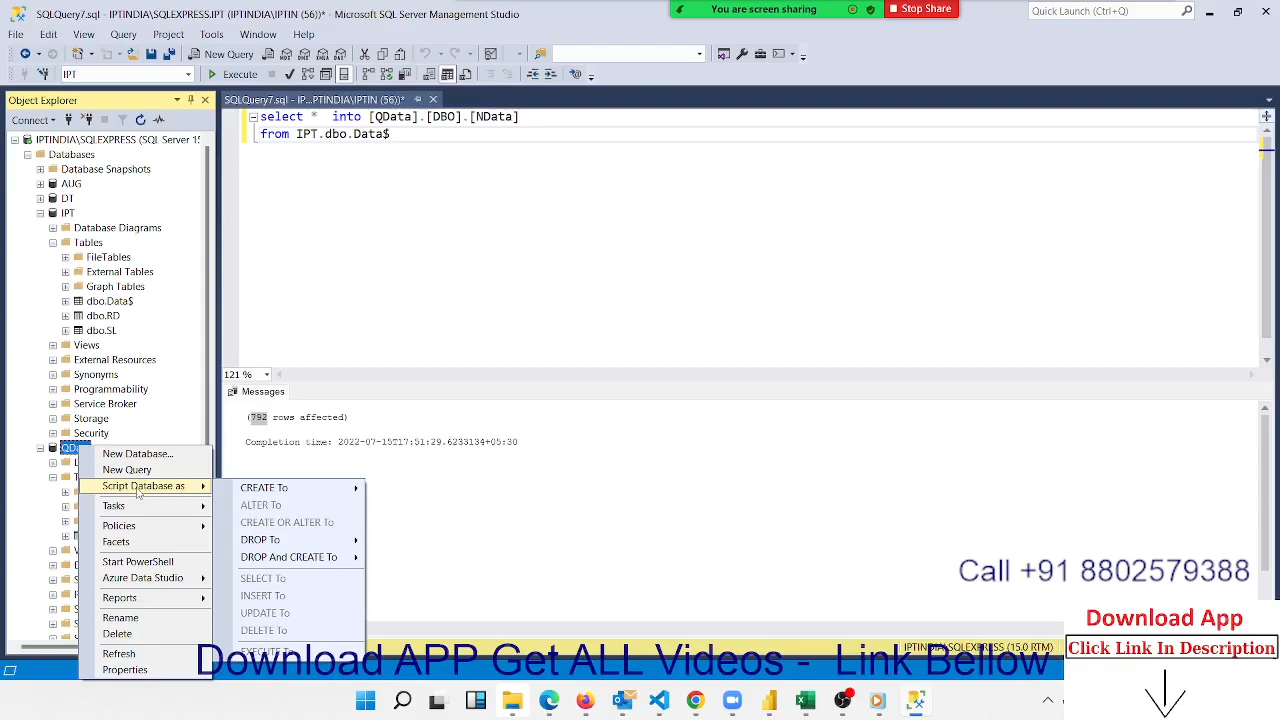 SQLQuery7.sql - IPTINDIA\SQLEXPRESS.IPT (IPTINDIA\IPTIN (56))* - Microsoft SQL Server Management Studio
You are screen sharing
Stop Share
Quick Launch (Ctrl+Q)
File Edit View Query Project Tools Window Help
New Query
IPT
Execute
Object Explorer
SQLQuery7.sql - IP...PTINDIA\IPTIN (56))*
Connect
select *  into [QData].[DBO].[NData]
from IPT.dbo.Data$
IPTINDIA\SQLEXPRESS (SQL Server 15
Databases
Database Snapshots
AUG
DT
IPT
Database Diagrams
Tables
FileTables
External Tables
Graph Tables
dbo.Data$
dbo.RD
dbo.SL
Views
External Resources
Synonyms
Programmability
Service Broker
Storage
Security
121 %
Messages
(792 rows affected)
Completion time: 2022-07-15T17:51:29.6233134+05:30
New Database...
New Query
Script Database as
Tasks
Policies
Facets
Start PowerShell
Azure Data Studio
Reports
Rename
Delete
Refresh
Properties
CREATE To
ALTER To
CREATE OR ALTER To
DROP To
DROP And CREATE To
SELECT To
INSERT To
UPDATE To
DELETE To
Call +91 8802579388
Download App
Click Link In Description
IPTINDIA\SQLEXPRESS (15.0 RTM)
Download APP Get ALL Videos -  Link Bellow